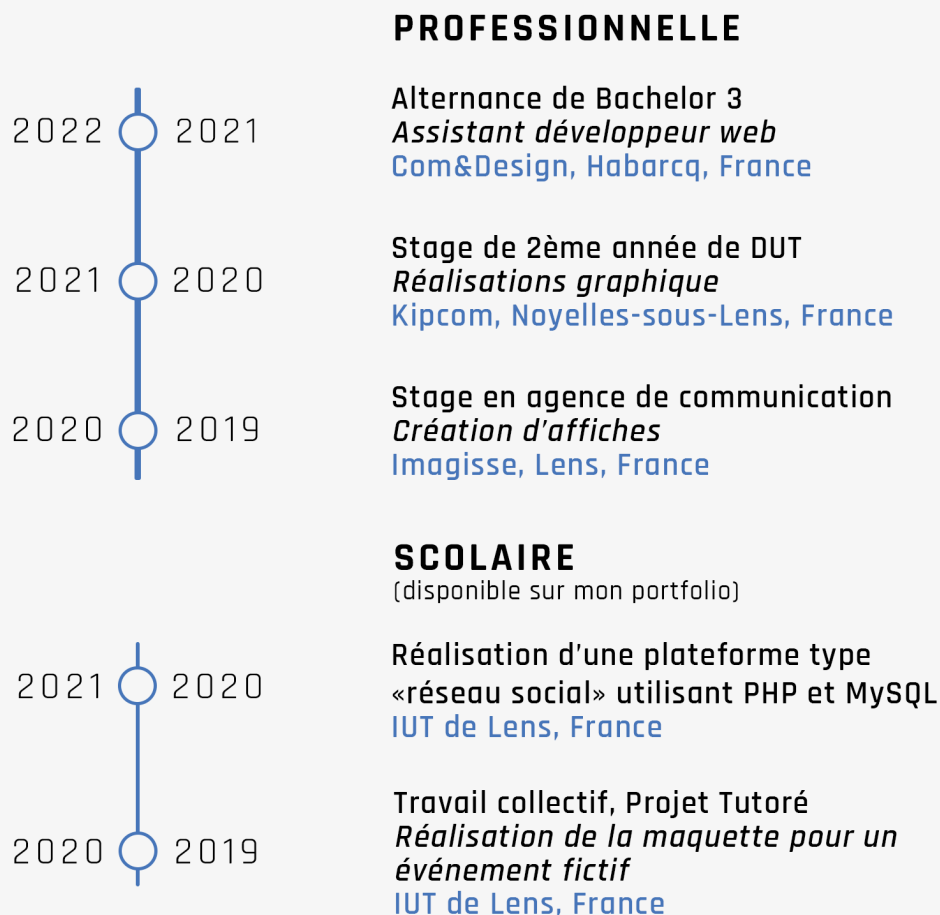 PROFESSIONNELLE
2022 2021
Alternance de Bachelor 3
Assistant développeur web
Com&Design, Habarcq, France
2021 2020
Stage de 2ème année de DUT
Réalisations graphique
Kipcom, Noyelles-sous-Lens, France
2020 2019
Stage en agence de communication
Création d'affiches
Imagisse, Lens, France
SCOLAIRE
(disponible sur mon portfolio)
2021 2020
Réalisation d'une plateforme type
«réseau social» utilisant PHP et MySQL
IUT de Lens, France
2020 2019
Travail collectif, Projet Tutoré
Réalisation de la maquette pour un
événement fictif
IUT de Lens, France